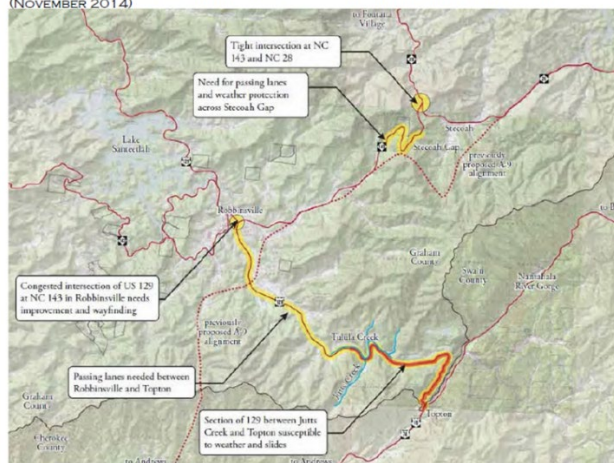 (NOVEMBER 2014)
to Fontana
Village
Tight intersection at NC
143 and NC 28
Need for passing lanes
and weather protection
across Stecoah Gap
Stecoah
Stecoah Gap
previously
proposed A-9
alignment
Lake
Santeetlah
Robbinsville
Graham
County
Swain
County
Nantahala
River Gorge
Congested intersection of US 129
at NC 143 in Robbinsville needs
improvement and wayfinding
previously
proposed A-9
alignment
Tulula Creek
Passing lanes needed between
Robbinsville and Topton
Creek
Section of 129 between Jutts
Creek and Topton susceptible
to weather and slides
Topton
Graham
County
Cherokee
County
to Andrews
to Andrews